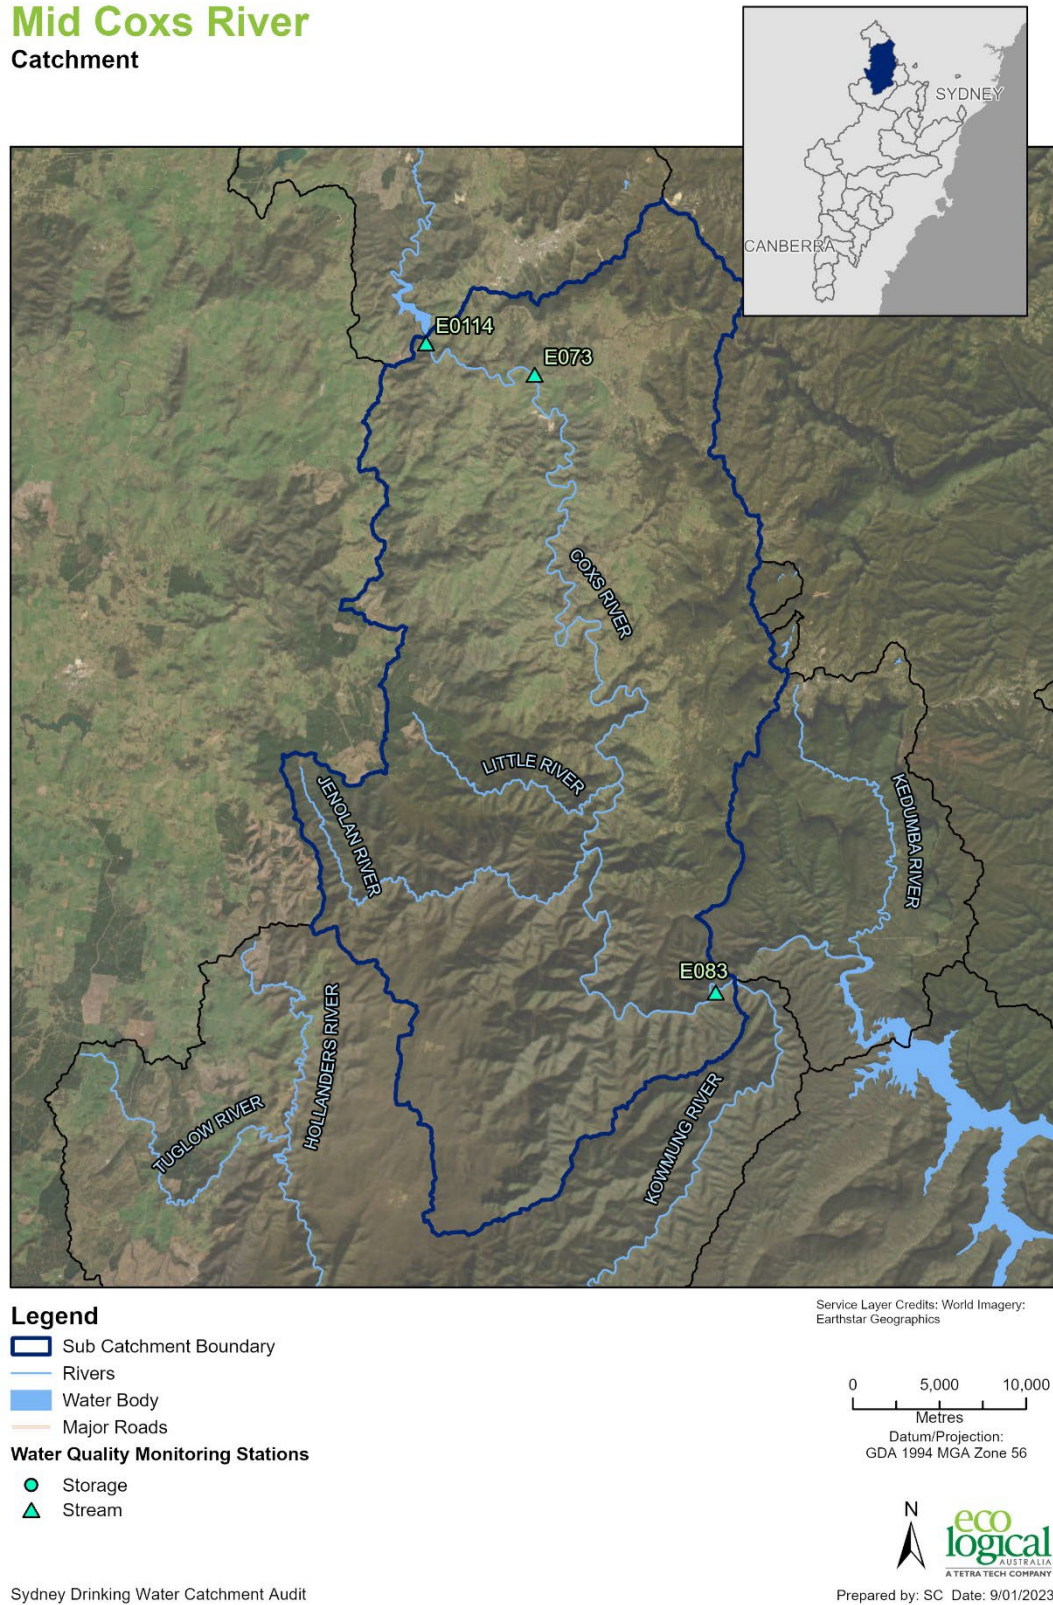 Mid Coxs River
Catchment
SYDNEY
CANBERRA
E0114
E073
COXS RIVER
LITTLE RIVER
JENOLAN RIVER
KEDUMBA RIVER
E083
HOLLANDERS RIVER
TUGLOW RIVER
KOWMUNG RIVER
Legend
Sub Catchment Boundary
Rivers
Water Body
Major Roads
Water Quality Monitoring Stations
Storage
Stream
Service Layer Credits: World Imagery:
Earthstar Geographics
0 5,000 10,000
Metres
Datum/Projection:
GDA 1994 MGA Zone 56
N
eco
logical
AUSTRALIA
A TETRA TECH COMPANY
Sydney Drinking Water Catchment Audit
Prepared by: SC Date: 9/01/2023